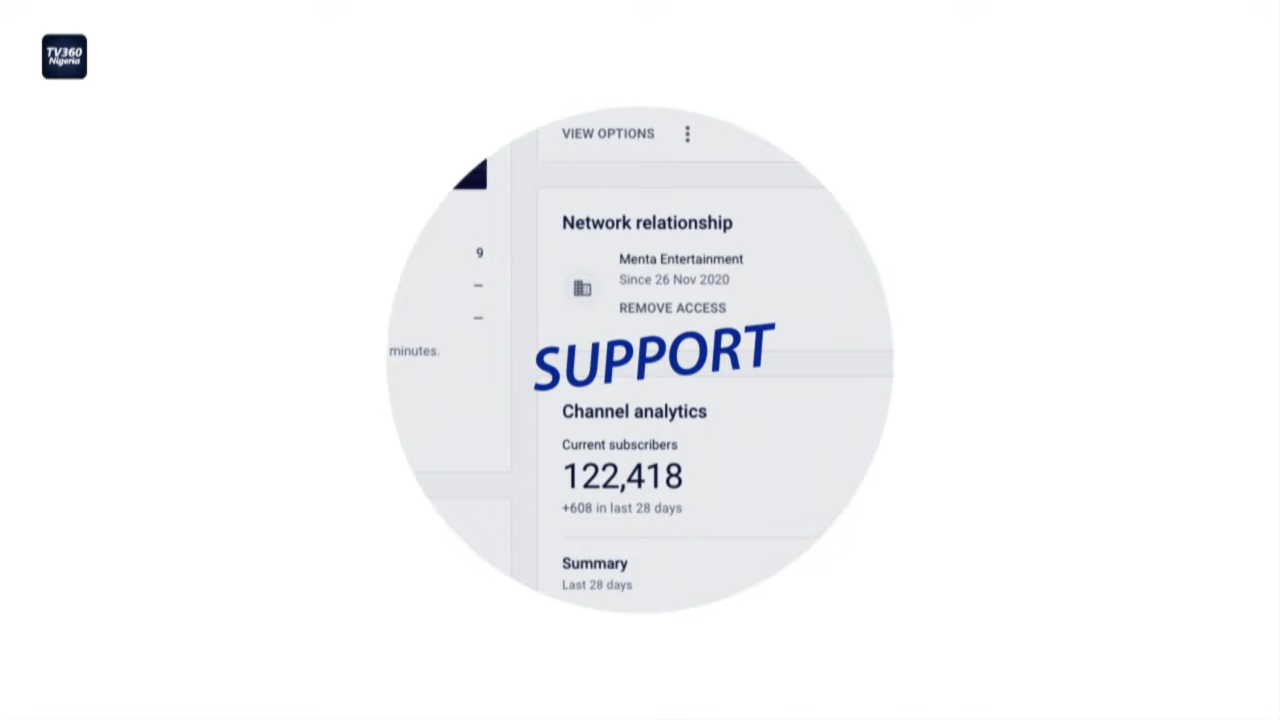 TV360
Nigeria
VIEW OPTIONS
Network relationship
9
Menta Entertainment
Since 26 Nov 2020
–
REMOVE ACCESS
–
minutes.
SUPPORT
Channel analytics
Current subscribers
122,418
+608 in last 28 days
Summary
Last 28 days